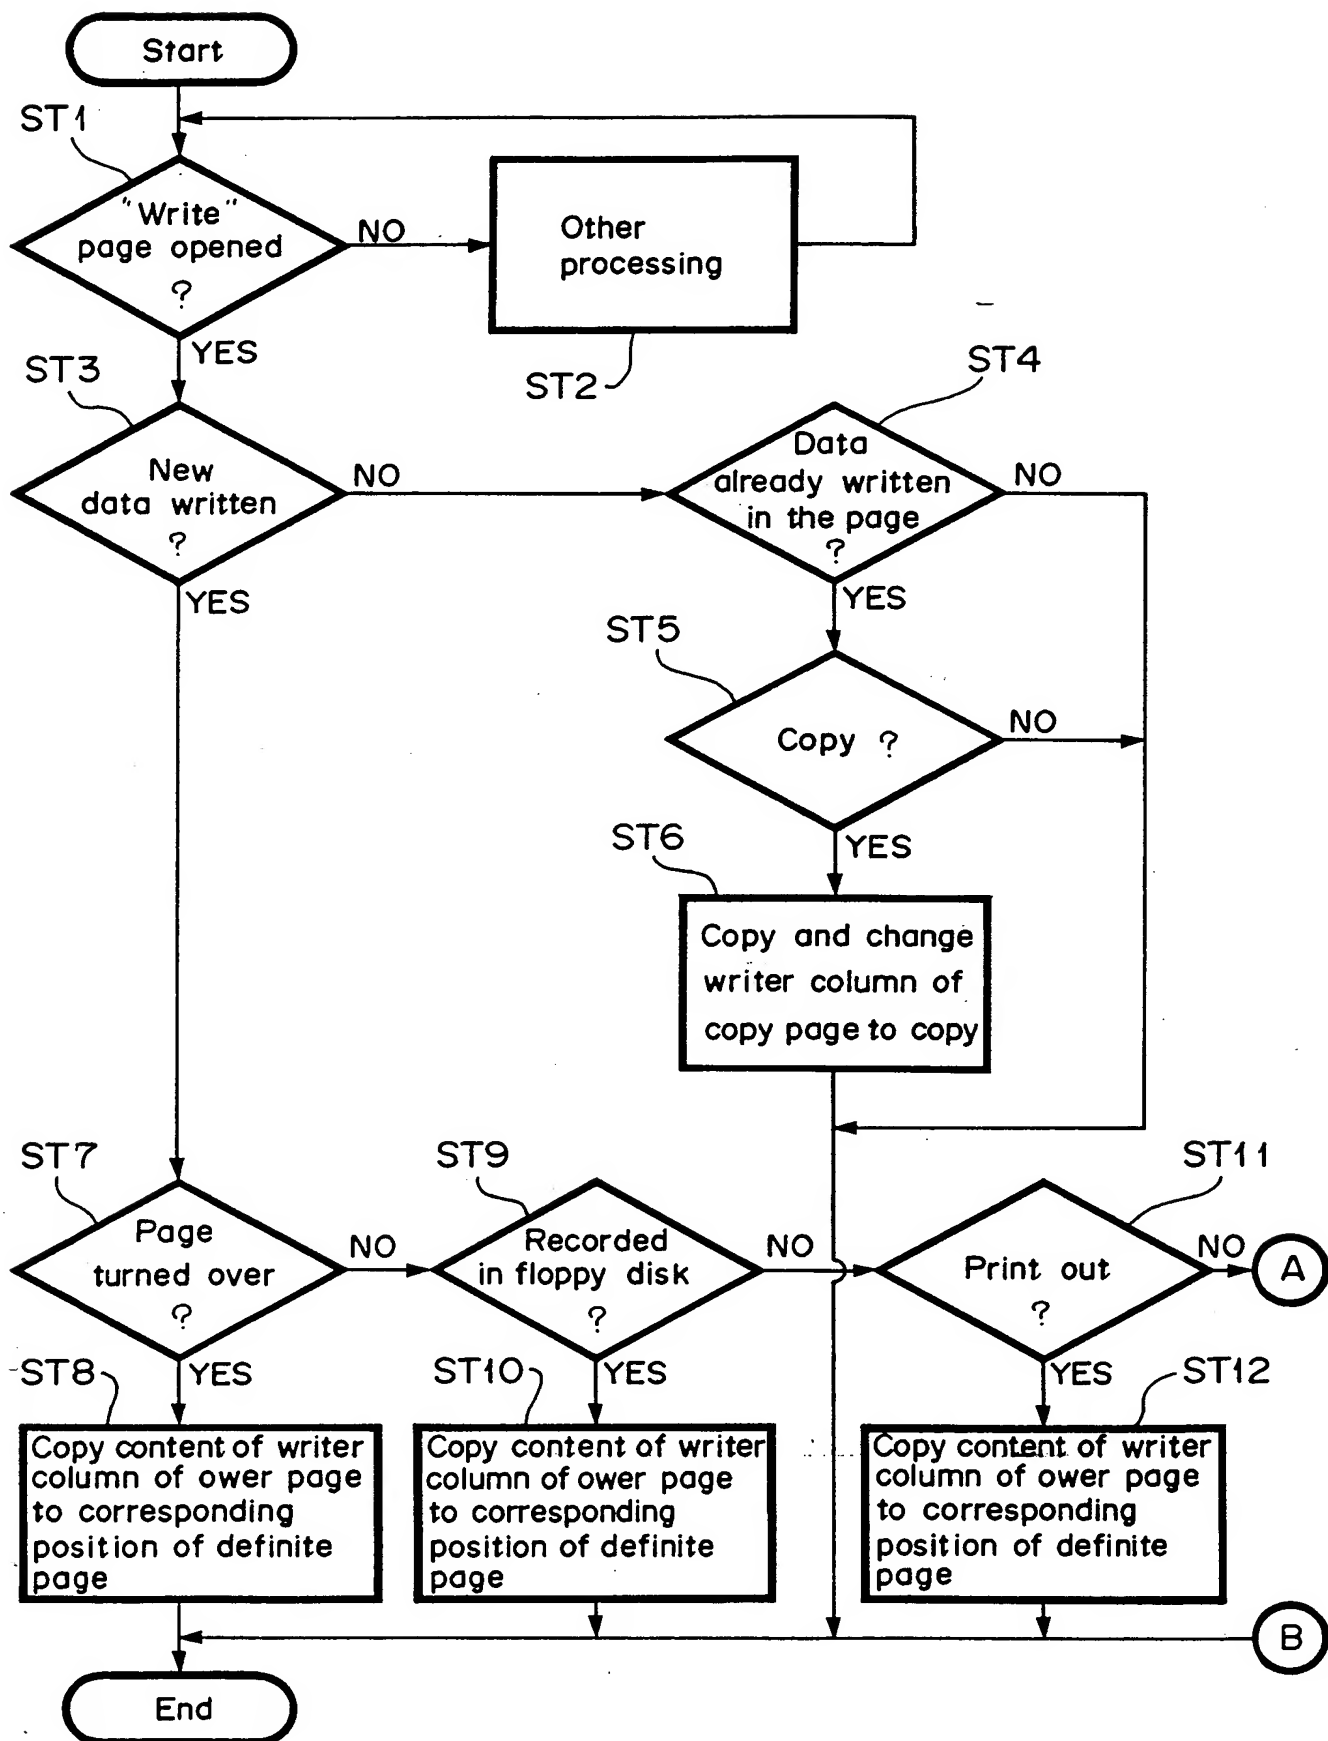 Start
ST1
"Write"
page opened
?
NO
Other
processing
ST2
YES
ST3
New
data written
?
NO
ST4
Data
already written
in the page
?
NO
YES
YES
ST5
Copy ?
NO
YES
ST6
Copy and change
writer column of
copy page to copy
ST7
Page
turned over
?
NO
ST9
Recorded
in floppy disk
?
NO
ST11
Print out
?
NO
A
YES
YES
YES
ST8
Copy content of writer
column of ower page
to corresponding
position of definite
page
ST10
Copy content of writer
column of ower page
to corresponding
position of definite
page
ST12
Copy content of writer
column of ower page
to corresponding
position of definite
page
B
End